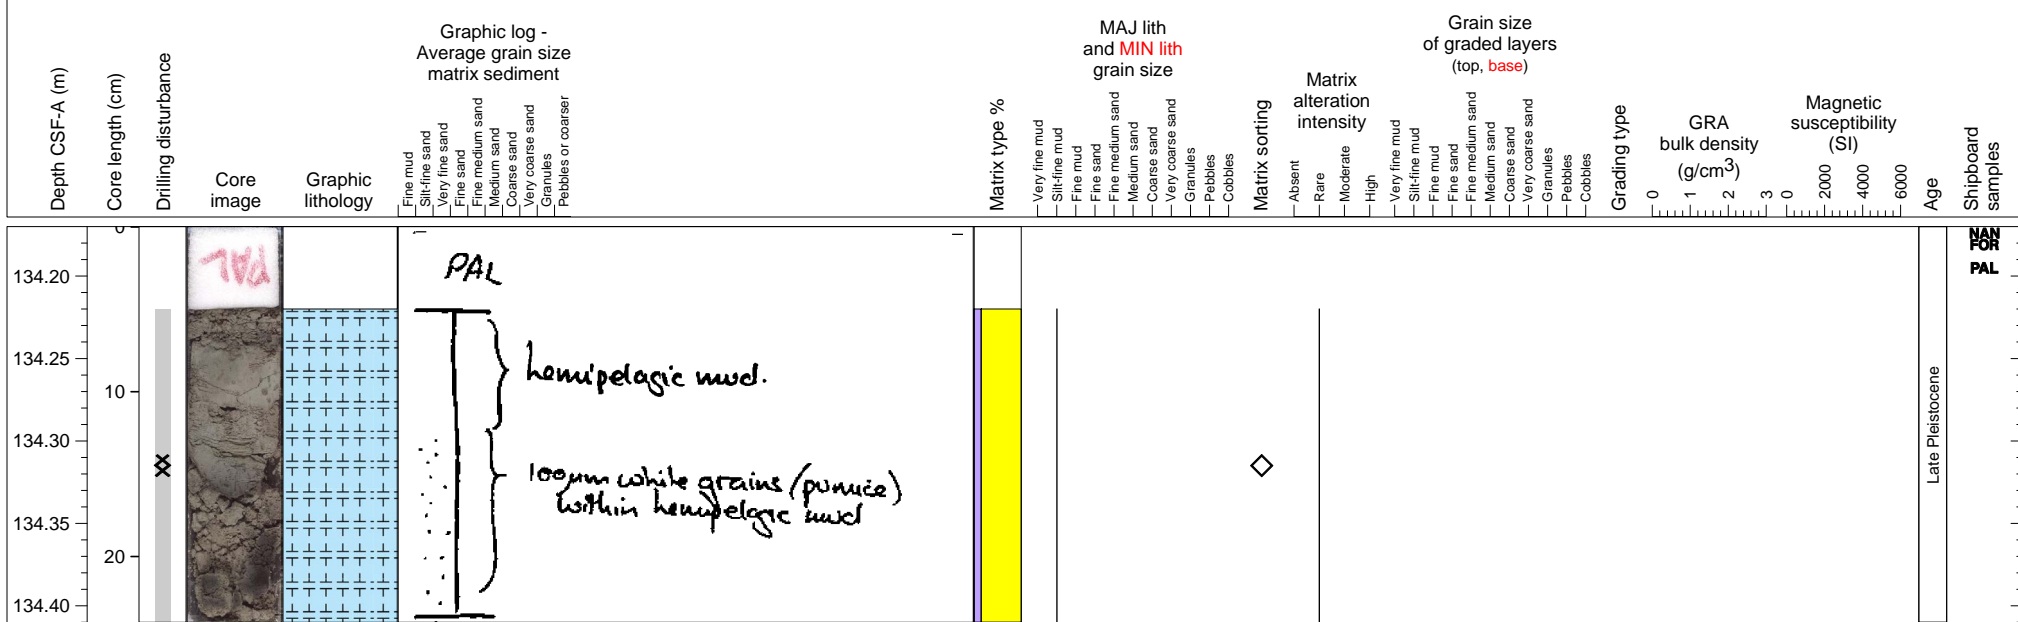 Depth CSF-A (m)
Core length (cm)
Drilling disturbance
Core
image
Graphic
lithology
Graphic log -
Average grain size
matrix sediment
Fine mud
Silt-fine sand
Very fine sand
Fine sand
Fine medium sand
Medium sand
Coarse sand
Very coarse sand
Granules
Pebbles or coarser
Matrix type %
MAJ lith
and MIN lith
grain size
Very fine mud
Silt-fine mud
Fine mud
Fine sand
Fine medium sand
Medium sand
Coarse sand
Very coarse sand
Granules
Pebbles
Cobbles
Matrix sorting
Matrix
alteration
intensity
Absent
Rare
Moderate
High
Grain size
of graded layers
(top, base)
Very fine mud
Silt-fine mud
Fine mud
Fine sand
Fine medium sand
Medium sand
Coarse sand
Very coarse sand
Granules
Pebbles
Cobbles
Grading type
GRA
bulk density
(g/cm3)
0 1 2 3
Magnetic
susceptibility
(SI)
0 2000 4000 6000
Age
Shipboard
samples
0
10
20
134.20
134.25
134.30
134.35
134.40
PAL
PAL
hemipelagic mud.
100µm white grains (pumice)
within hemipelagic mud
Late Pleistocene
NAN
FOR
PAL